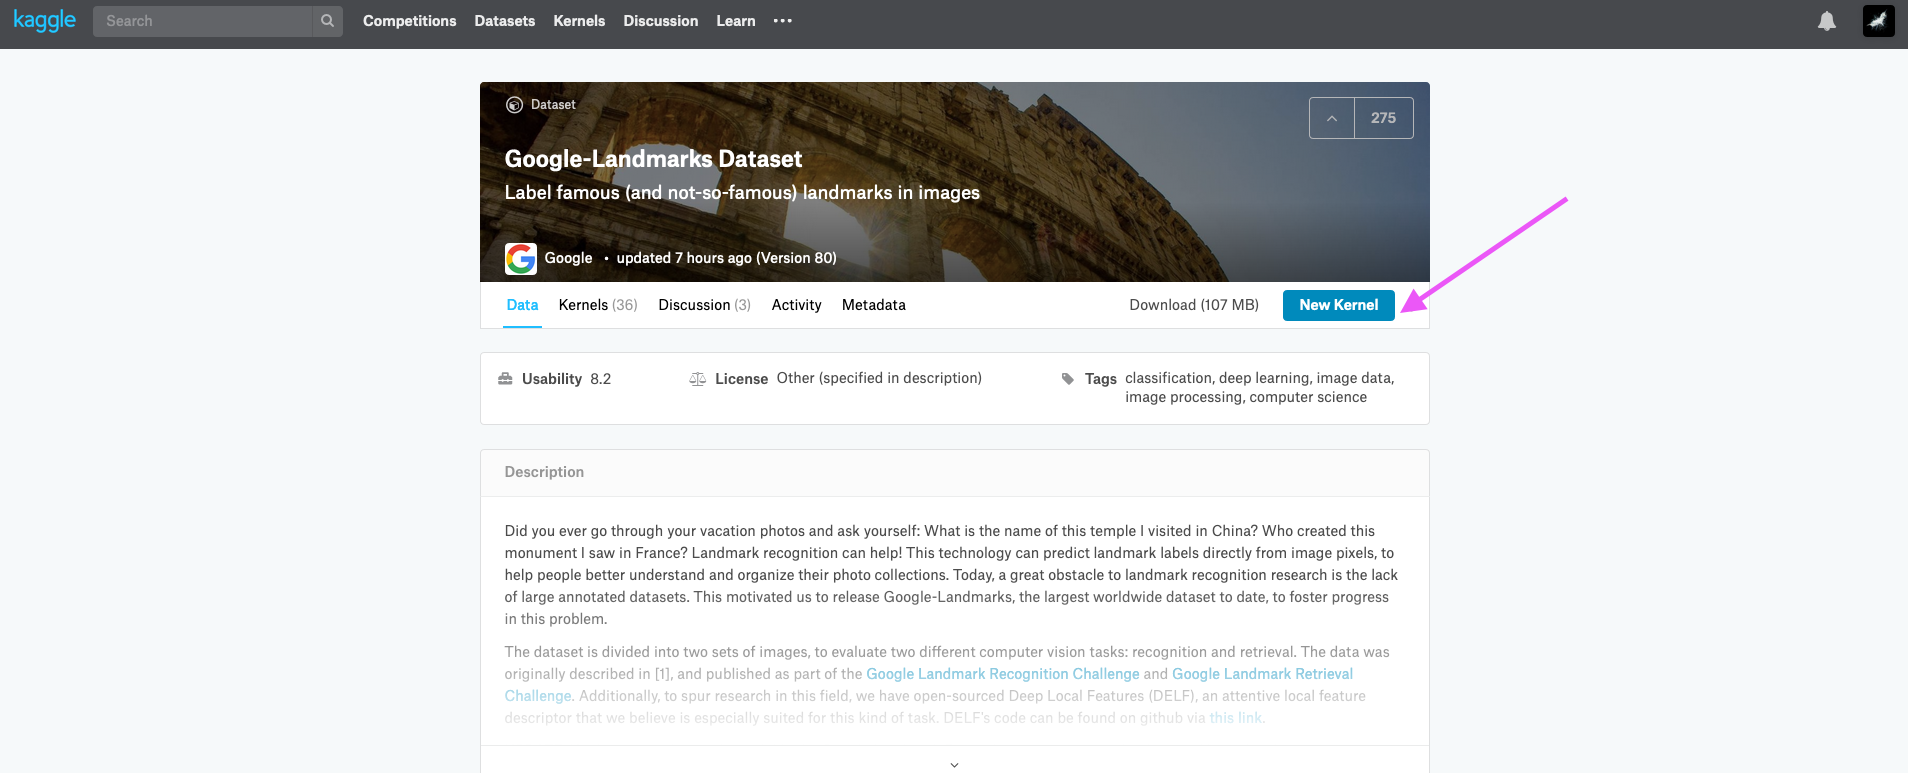 kaggle
Search
Competitions Datasets Kernels Discussion Learn •••
Dataset
275
Google-Landmarks Dataset
Label famous (and not-so-famous) landmarks in images
Google • updated 7 hours ago (Version 80)
Data Kernels (36) Discussion (3) Activity Metadata Download (107 MB) New Kernel
Usability 8.2 License Other (specified in description) Tags classification, deep learning, image data,
image processing, computer science
Description
Did you ever go through your vacation photos and ask yourself: What is the name of this temple I visited in China? Who created this
monument I saw in France? Landmark recognition can help! This technology can predict landmark labels directly from image pixels, to
help people better understand and organize their photo collections. Today, a great obstacle to landmark recognition research is the lack
of large annotated datasets. This motivated us to release Google-Landmarks, the largest worldwide dataset to date, to foster progress
in this problem.
The dataset is divided into two sets of images, to evaluate two different computer vision tasks: recognition and retrieval. The data was
originally described in [1], and published as part of the Google Landmark Recognition Challenge and Google Landmark Retrieval
Challenge. Additionally, to spur research in this field, we have open-sourced Deep Local Features (DELF), an attentive local feature
descriptor that we believe is especially suited for this kind of task. DELF's code can be found on github via this link.